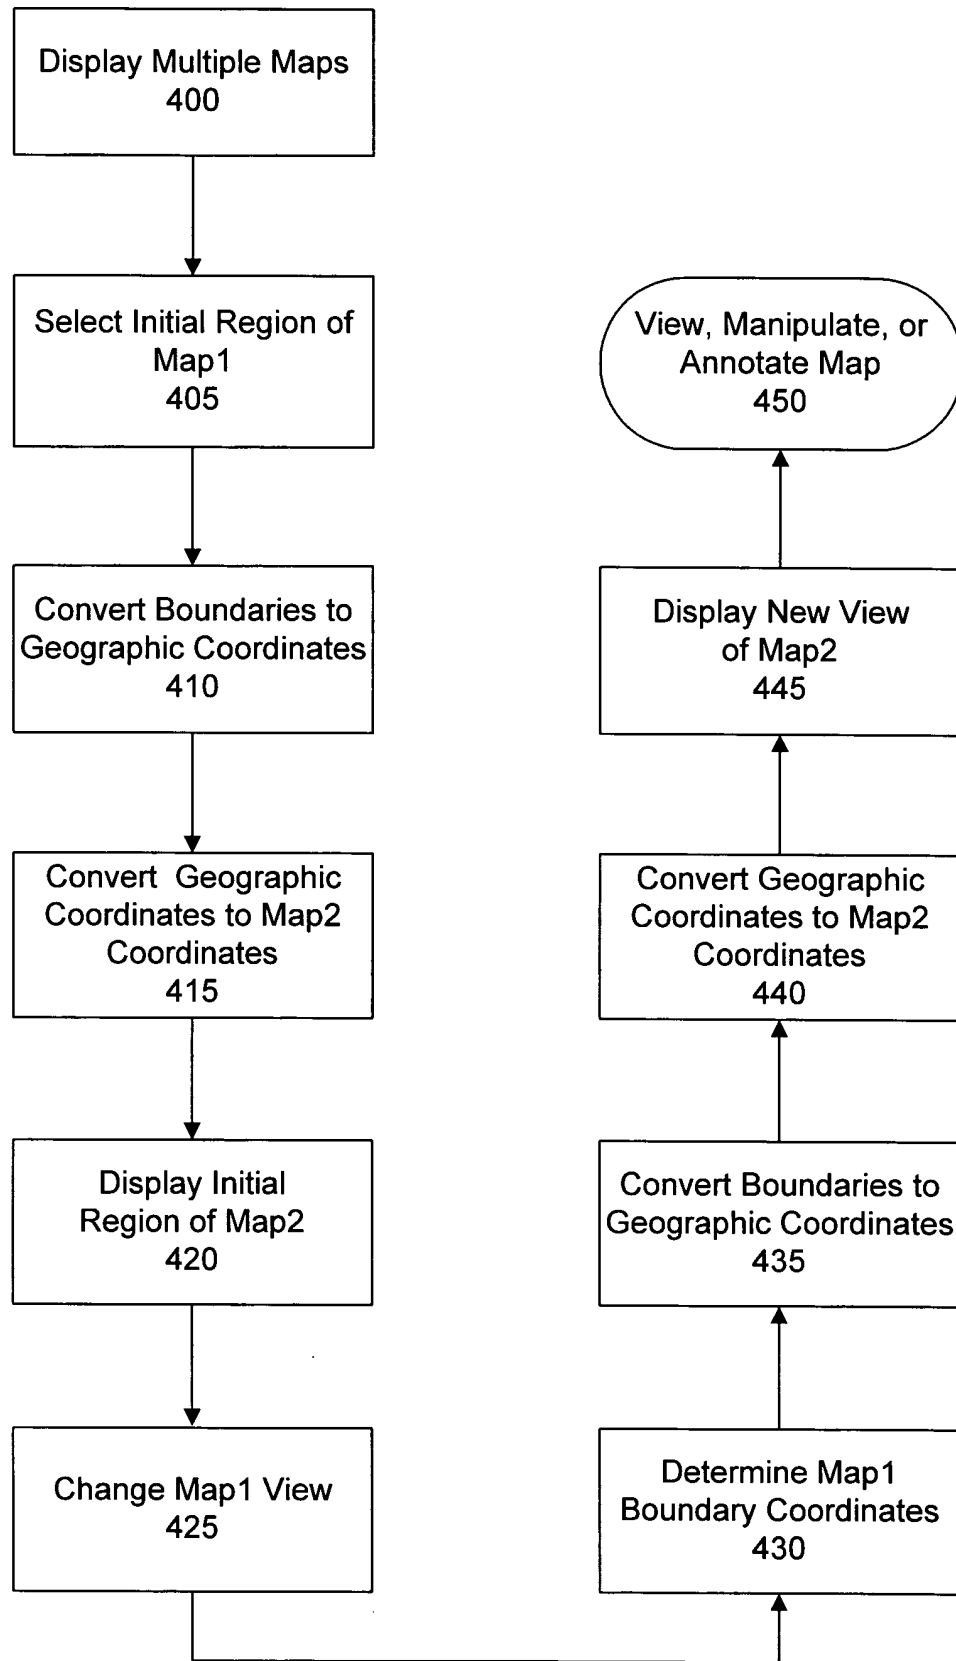 Display Multiple Maps
400
Select Initial Region of
Map1
405
Convert Boundaries to
Geographic Coordinates
410
Convert Geographic
Coordinates to Map2
Coordinates
415
Display Initial
Region of Map2
420
Change Map1 View
425
Determine Map1
Boundary Coordinates
430
Convert Boundaries to
Geographic Coordinates
435
Convert Geographic
Coordinates to Map2
Coordinates
440
Display New View
of Map2
445
View, Manipulate, or
Annotate Map
450